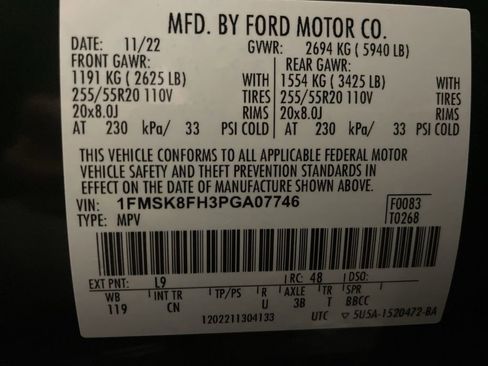 MFD. BY FORD MOTOR CO.
DATE: 11/22 GVWR: 2694 KG ( 5940 LB)
FRONT GAWR: REAR GAWR:
1191 KG ( 2625 LB) WITH 1554 KG ( 3425 LB) WITH
255/55R20 110V TIRES 255/55R20 110V TIRES
20x8.0J RIMS 20x8.0J RIMS
AT 230 kPa/ 33 PSI COLD AT 230 kPa/ 33 PSI COLD
THIS VEHICLE CONFORMS TO ALL APPLICABLE FEDERAL MOTOR
VEHICLE SAFETY AND THEFT PREVENTION STANDARDS IN
EFFECT ON THE DATE OF MANUFACTURE SHOWN ABOVE.
VIN: 1FMSK8FH3PGA07746 F0083
TYPE: MPV T0268
EXT PNT: L9 RC: 48 DSO:
WB INT TR TP/PS R AXLE TR SPR
119 CN U 3B T BBCC
1202211304133 UTC ▽ 5U5A-1520472-BA